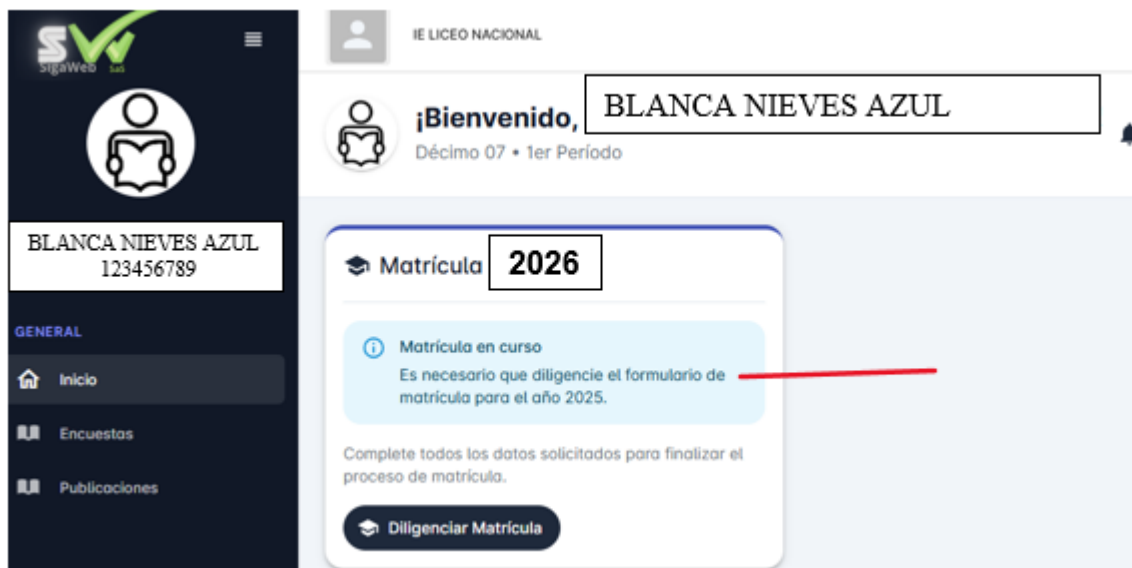 SW
SigaWeb SaS
IE LICEO NACIONAL
¡Bienvenido, BLANCA NIEVES AZUL
Décimo 07 • 1er Período
BLANCA NIEVES AZUL
123456789
GENERAL
Inicio
Encuestas
Publicaciones
Matrícula 2026
Matrícula en curso
Es necesario que diligencie el formulario de
matrícula para el año 2025.
Complete todos los datos solicitados para finalizar el
proceso de matrícula.
Diligenciar Matrícula